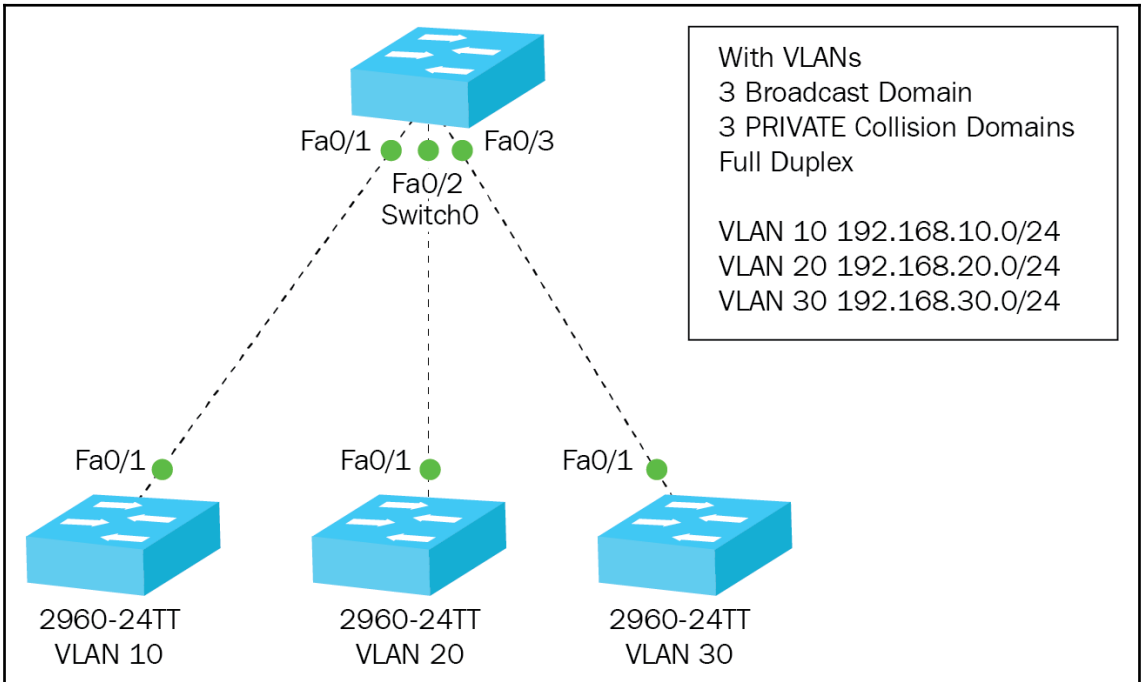 With VLANs
3 Broadcast Domain
3 PRIVATE Collision Domains
Full Duplex
VLAN 10 192.168.10.0/24
VLAN 20 192.168.20.0/24
VLAN 30 192.168.30.0/24
Fa0/1
Fa0/3
Fa0/2
Switch0
Fa0/1
Fa0/1
Fa0/1
2960-24TT
VLAN 10
2960-24TT
VLAN 20
2960-24TT
VLAN 30